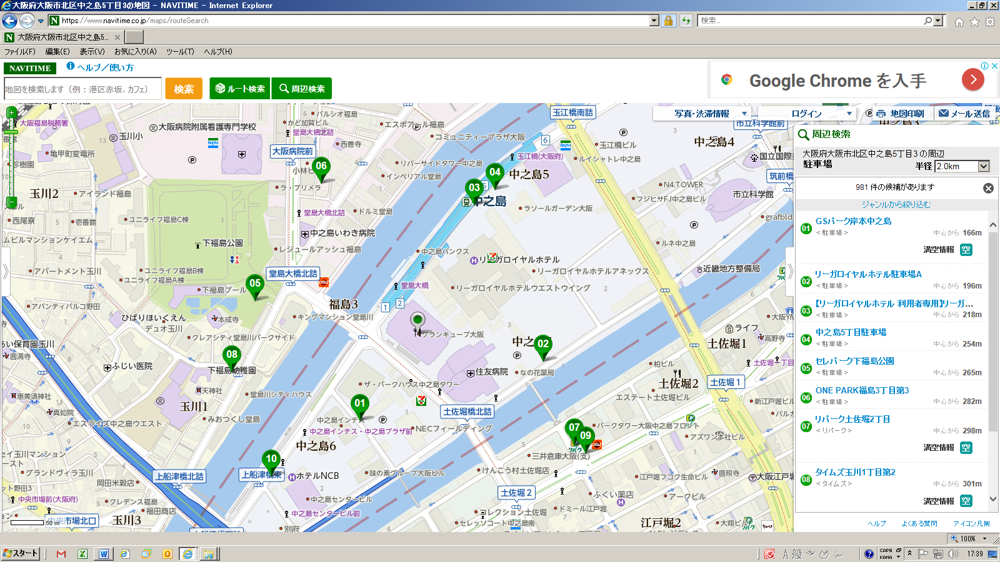 大阪府大阪市北区中之島5丁目3の地図 - NAVITIME - Internet Explorer
https://www.navitime.co.jp/maps/routeSearch
検索...
大阪府大阪市北区中之島5...
ファイル(F) 編集(E) 表示(V) お気に入り(A) ツール(T) ヘルプ(H)
NAVITIME
ヘルプ/使い方
地図を検索します (例：港区赤坂、カフェ)
検索
ルート検索
周辺検索
Google Chrome を入手
写真・渋滞情報
ログイン
地図印刷
メール送信
周辺検索
大阪府大阪市北区中之島5丁目3 の周辺
駐車場
半径 2.0km
981 件の候補があります
ジャンルから絞り込む
01 GSパーク岸本中之島
＜駐車場＞ 中心から 166m
満空情報 空
02 リーガロイヤルホテル駐車場A
＜駐車場＞ 中心から 196m
03 【リーガロイヤルホテル 利用者専用】リーガ...
＜駐車場＞ 中心から 218m
04 中之島5丁目駐車場
＜駐車場＞ 中心から 254m
05 セレパーク下福島公園
＜駐車場＞ 中心から 265m
06 ONE PARK福島3丁目第3
＜駐車場＞ 中心から 282m
07 リパーク土佐堀2丁目
＜リパーク＞ 中心から 298m
満空情報 空
08 タイムズ玉川1丁目第2
＜タイムズ＞ 中心から 301m
満空情報 空
ヘルプ よくある質問 アイコン凡例
大阪福島税務署
玉川小
大阪病院附属看護専門学校
パルシオ福島
かど加賀ビル
堂島大橋北詰
西善寺
エスポアール福島
コミュニティープラザ大阪
玉江橋南詰
6
玉江橋(大阪府)
玉江橋ビル
ルイシャトレ中之島
中之島4
市立科学館前
国立国際
筑前橋
亀甲町変電所
珍樹園
大阪病院前
06
小林ビ
ラ・プリメラ
リバーサイドタワー中之島
インペリアル堂島
04
03
中之島5
中之島
N4.TOWER
フジヒサFJ中之島ビル
市立科学館
grafbld.
玉川2
アイランド福島
西尾寮
壱番館
ユニライフ福島C棟
ムビルマンションケイエム
下福島公園
堂島大橋北詰
ドルミ堂島
中之島いわき病院
レジュールアッシュ福島
ラソールガーデン大阪
ルネ中之島
中之島バンクス
リーガロイヤルホテル
リーガロイヤルホテルアネックス
近畿地方整備局
アパートメント玉川
ユニライフ福島B棟
ユニライフ福島A棟
堂島大橋北詰
05
下福島プール
堂島大橋
リーガロイヤルホテルウエストウイング
アバンティパルコ野田
福島3
1
2
ひばりほいくえん
デュオ玉川
本成寺
キングマンション堂島川
グランキューブ大阪
3
ライフ
クレアシティ堂島川パークサイド
あい保育園玉川
圓満寺
ふじい医院
08
下福島幼稚園
02
土佐堀1
高野寺
土佐堀一丁目
柏ビル
住友病院
なの花薬局
土佐堀2
土佐堀1
天神社
堂島川シティハウス
恵美須神社
真如院
玉川1
みおつくし堂島
エスライズ中之島ウエスト
ザ・パークハウス中之島タワー
01
中之島インテス
中之島インテス・中之島プラザ前
土佐堀橋北詰
NECフィールディング
エステート土佐堀ビル
新江戸堀ビル
パークタワー大阪中之島フロント
アズワン本社ビル
07
09
三井倉庫大阪(支)
中之島6
10
上船津橋東
上船津橋北詰
ホテルNCB
味の素グループ大阪ビル
けんこう村土佐堀店
グランドヴィラ玉川
岡田米穀店
中央市場前(大阪府)
クレデンス福島
福田商店
玉川3
50 m
中之島センタービル
中之島センタービル前
別府
土佐堀2
コレクション土佐堀
セレッソコート中之島南
ふくい薬店
ドルミー江戸堀
江戸堀フコク生命ビル
アークビル
圓照寺
江戸堀2
大翔ビル
100%
スタート
A 般
CAPS
KANA
17:39